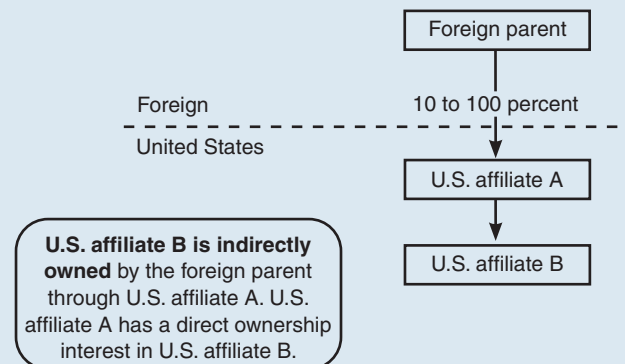 Foreign parent
Foreign
10 to 100 percent
United States
U.S. affiliate A
U.S. affiliate B
U.S. affiliate B is indirectly
owned by the foreign parent
through U.S. affiliate A. U.S.
affiliate A has a direct ownership
interest in U.S. affiliate B.